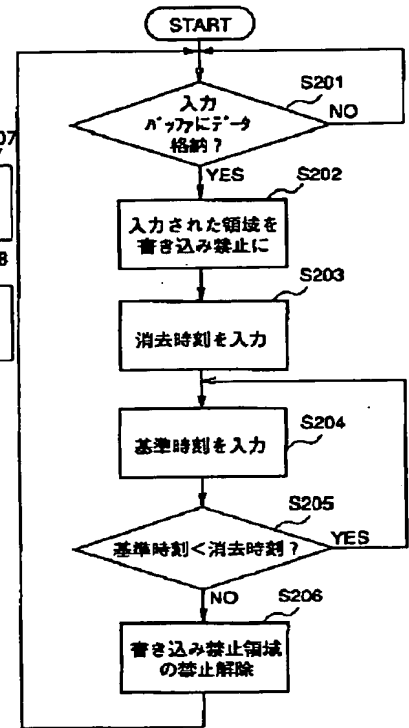 START
S201
入力
バッファにデータ
格納?
NO
YES
S202
入力された領域を
書き込み禁止に
S203
消去時刻を入力
S204
基準時刻を入力
S205
基準時刻<消去時刻?
YES
NO
S206
書き込み禁止領域
の禁止解除
07
8